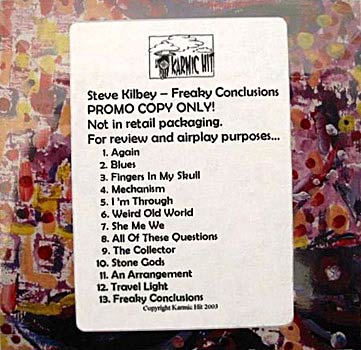 KARMIC HIT
Steve Kilbey – Freaky Conclusions
PROMO COPY ONLY!
Not in retail packaging.
For review and airplay purposes...
1. Again
2. Blues
3. Fingers In My Skull
4. Mechanism
5. I 'm Through
6. Weird Old World
7. She Me We
8. All Of These Questions
9. The Collector
10. Stone Gods
11. An Arrangement
12. Travel Light
13. Freaky Conclusions
Copyright Karmic Hit 2003